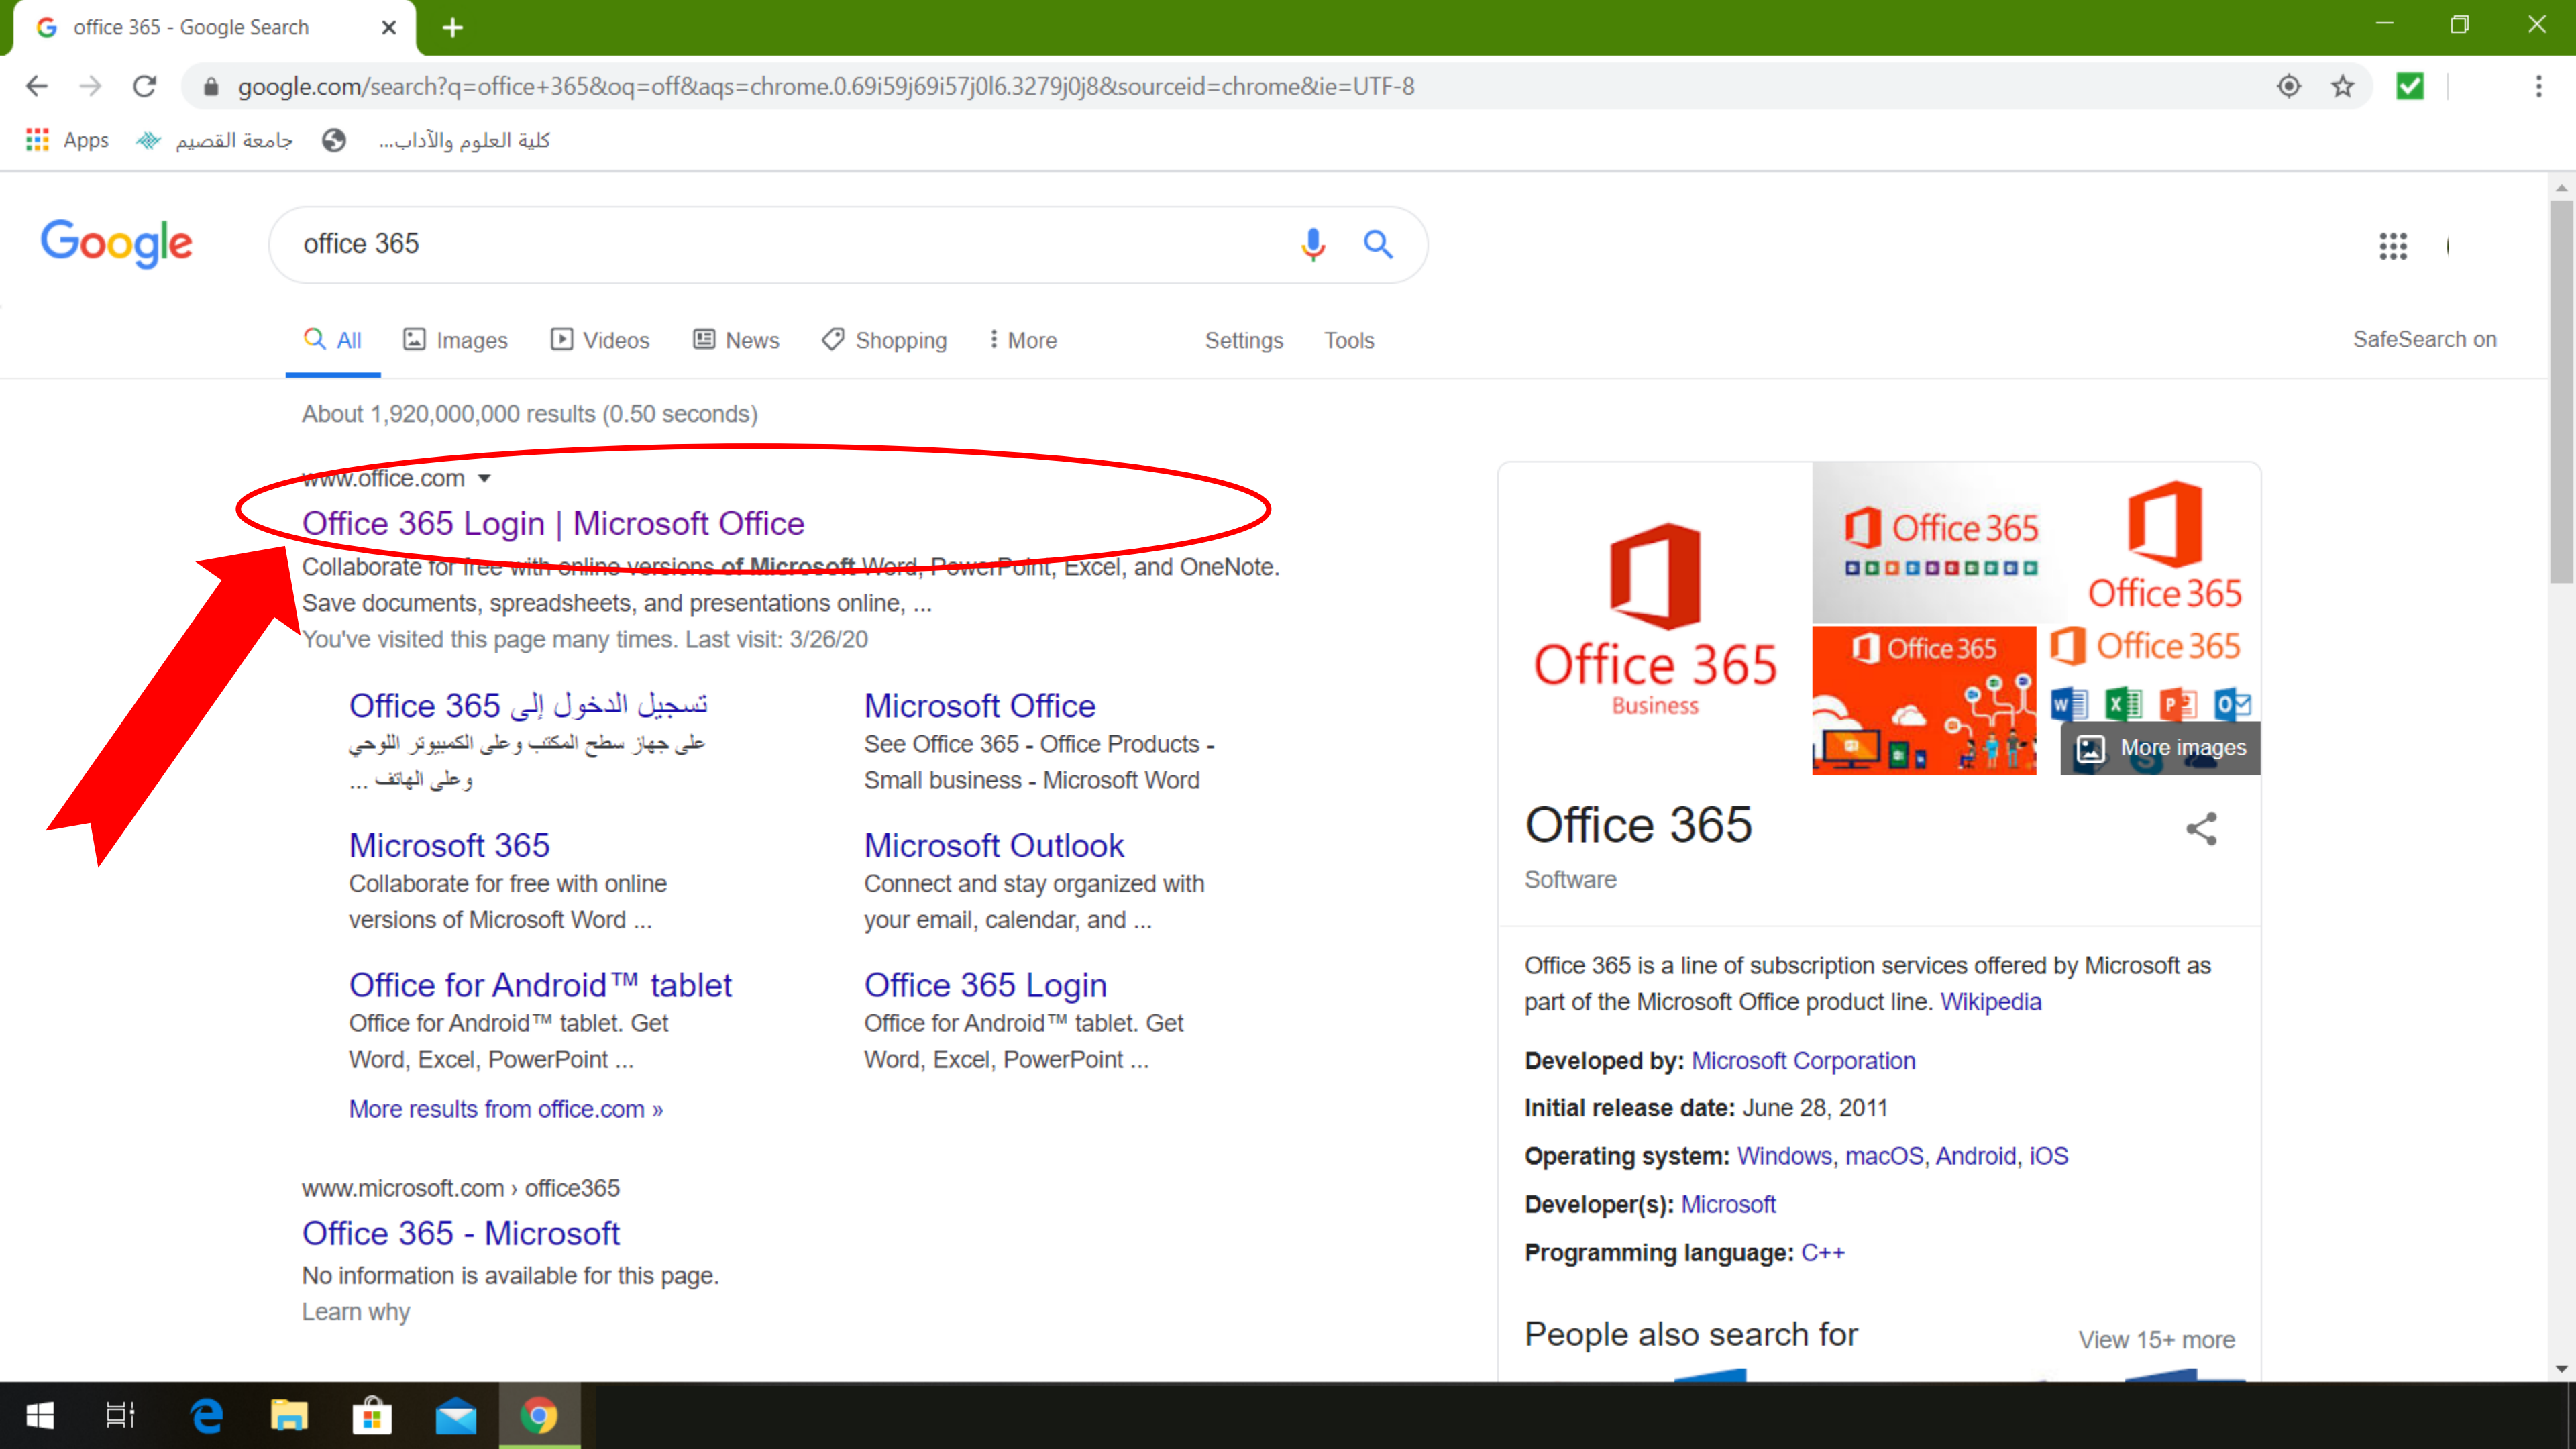 office 365 - Google Search
google.com/search?q=office+365&oq=off&aqs=chrome.0.69i59j69i57j0l6.3279j0j8&sourceid=chrome&ie=UTF-8
Apps
جامعة القصيم
كلية العلوم والآداب...
Google
office 365
All Images Videos News Shopping More Settings Tools
SafeSearch on
About 1,920,000,000 results (0.50 seconds)
www.office.com
Office 365 Login | Microsoft Office
Collaborate for free with online versions of Microsoft Word, PowerPoint, Excel, and OneNote.
Save documents, spreadsheets, and presentations online, ...
You've visited this page many times. Last visit: 3/26/20
تسجيل الدخول إلى Office 365
على جهاز سطح المكتب وعلى الكمبيوتر اللوحي
وعلى الهاتف ...
Microsoft Office
See Office 365 - Office Products -
Small business - Microsoft Word
Microsoft 365
Collaborate for free with online
versions of Microsoft Word ...
Microsoft Outlook
Connect and stay organized with
your email, calendar, and ...
Office for Android™ tablet
Office for Android™ tablet. Get
Word, Excel, PowerPoint ...
Office 365 Login
Office for Android™ tablet. Get
Word, Excel, PowerPoint ...
More results from office.com »
www.microsoft.com › office365
Office 365 - Microsoft
No information is available for this page.
Learn why
Office 365
Business
Office 365
Office 365
Office 365
Office 365
More images
Office 365
Software
Office 365 is a line of subscription services offered by Microsoft as
part of the Microsoft Office product line. Wikipedia
Developed by: Microsoft Corporation
Initial release date: June 28, 2011
Operating system: Windows, macOS, Android, iOS
Developer(s): Microsoft
Programming language: C++
People also search for
View 15+ more